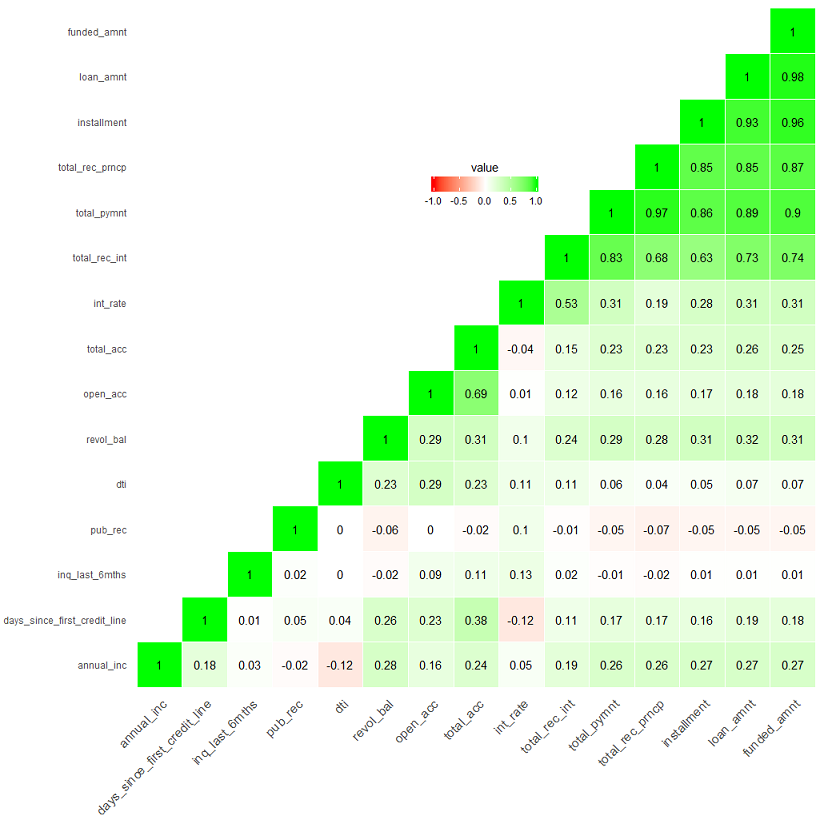 funded_amnt 1
loan_amnt 1 0.98
installment 1 0.93 0.96
total_rec_prncp 1 0.85 0.85 0.87
value
-1.0 -0.5 0.0 0.5 1.0
total_pymnt 1 0.97 0.86 0.89 0.9
total_rec_int 1 0.83 0.68 0.63 0.73 0.74
int_rate 1 0.53 0.31 0.19 0.28 0.31 0.31
total_acc 1 -0.04 0.15 0.23 0.23 0.23 0.26 0.25
open_acc 1 0.69 0.01 0.12 0.16 0.16 0.17 0.18 0.18
revol_bal 1 0.29 0.31 0.1 0.24 0.29 0.28 0.31 0.32 0.31
dti 1 0.23 0.29 0.23 0.11 0.11 0.06 0.04 0.05 0.07 0.07
pub_rec 1 0 -0.06 0 -0.02 0.1 -0.01 -0.05 -0.07 -0.05 -0.05 -0.05
inq_last_6mths 1 0.02 0 -0.02 0.09 0.11 0.13 0.02 -0.01 -0.02 0.01 0.01 0.01
days_since_first_credit_line 1 0.01 0.05 0.04 0.26 0.23 0.38 -0.12 0.11 0.17 0.17 0.16 0.19 0.18
annual_inc 1 0.18 0.03 -0.02 -0.12 0.28 0.16 0.24 0.05 0.19 0.26 0.26 0.27 0.27 0.27
annual_inc
days_since_first_credit_line
inq_last_6mths
pub_rec
dti
revol_bal
open_acc
total_acc
int_rate
total_rec_int
total_pymnt
total_rec_prncp
installment
loan_amnt
funded_amnt